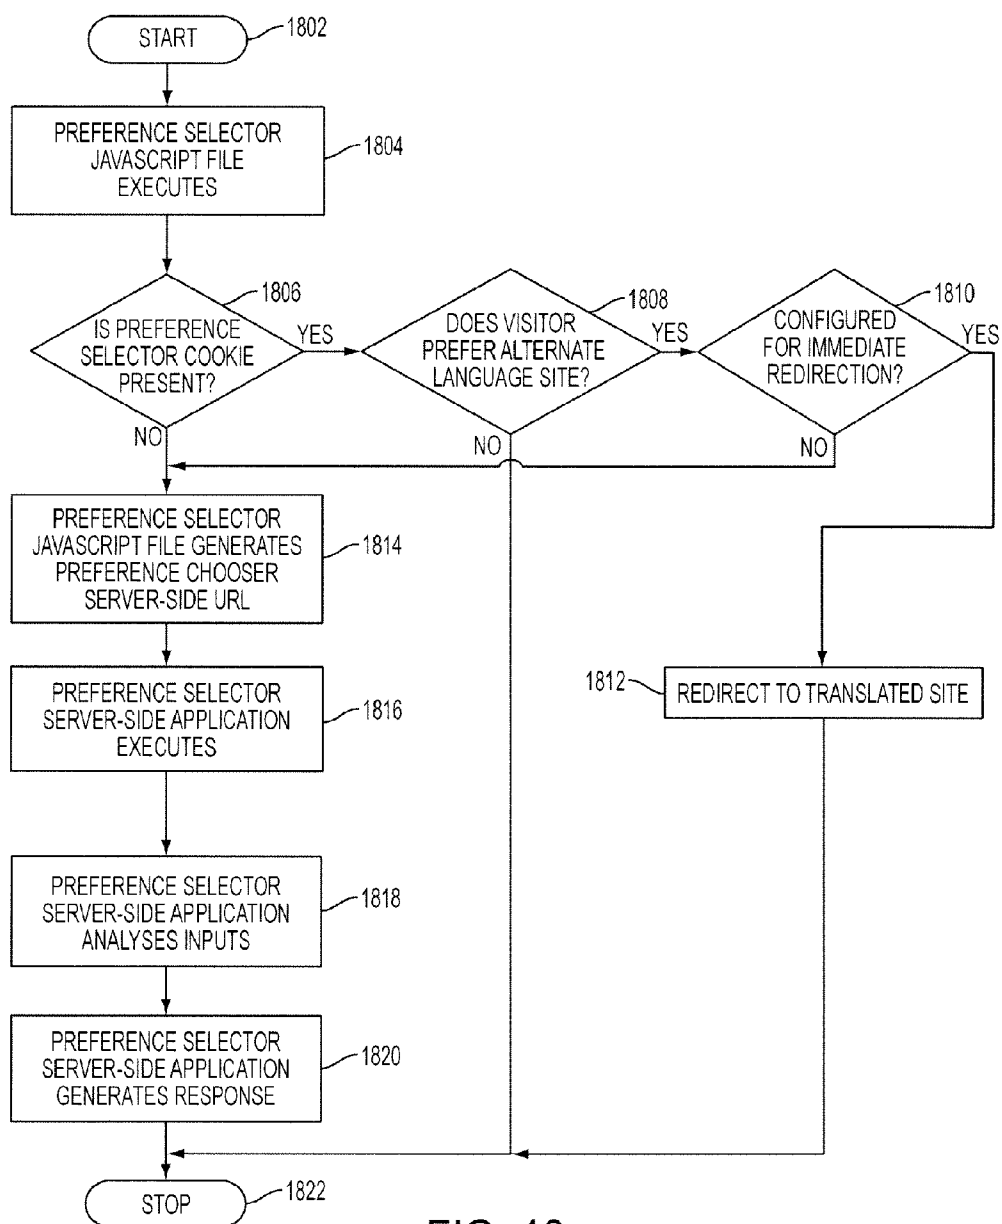 START
1802
PREFERENCE SELECTOR
JAVASCRIPT FILE
EXECUTES
1804
IS PREFERENCE
SELECTOR COOKIE
PRESENT?
1806
YES
NO
DOES VISITOR
PREFER ALTERNATE
LANGUAGE SITE?
1808
YES
NO
CONFIGURED
FOR IMMEDIATE
REDIRECTION?
1810
YES
NO
PREFERENCE SELECTOR
JAVASCRIPT FILE GENERATES
PREFERENCE CHOOSER
SERVER-SIDE URL
1814
PREFERENCE SELECTOR
SERVER-SIDE APPLICATION
EXECUTES
1816
1812
REDIRECT TO TRANSLATED SITE
PREFERENCE SELECTOR
SERVER-SIDE APPLICATION
ANALYSES INPUTS
1818
PREFERENCE SELECTOR
SERVER-SIDE APPLICATION
GENERATES RESPONSE
1820
STOP
1822